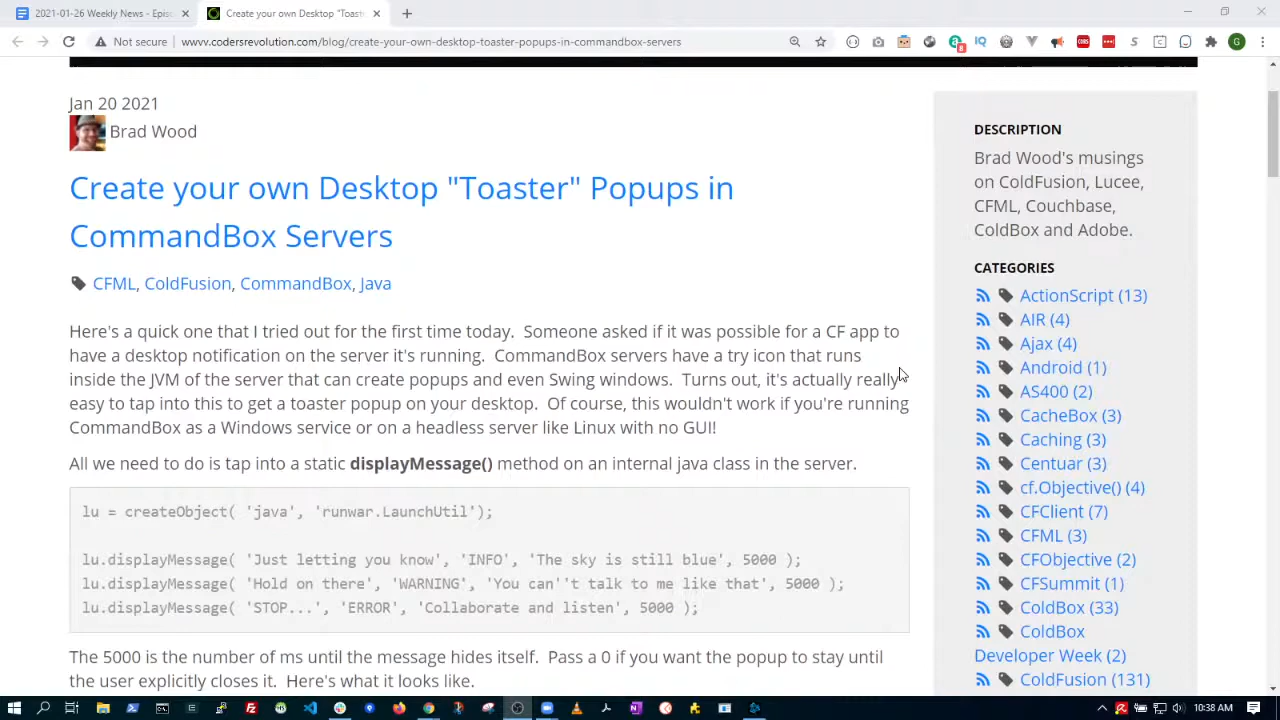 2021-01-26 Weekly News - Epis
Create your own Desktop "Toast
Not secure
www.codersrevolution.com/blog/create-your-own-desktop-toaster-popups-in-commandbox-servers
Jan 20 2021
Brad Wood
Create your own Desktop "Toaster" Popups in
CommandBox Servers
CFML, ColdFusion, CommandBox, Java
Here's a quick one that I tried out for the first time today. Someone asked if it was possible for a CF app to
have a desktop notification on the server it's running. CommandBox servers have a try icon that runs
inside the JVM of the server that can create popups and even Swing windows. Turns out, it's actually really
easy to tap into this to get a toaster popup on your desktop. Of course, this wouldn't work if you're running
CommandBox as a Windows service or on a headless server like Linux with no GUI!
All we need to do is tap into a static displayMessage() method on an internal java class in the server.
lu = createObject( 'java', 'runwar.LaunchUtil');
lu.displayMessage( 'Just letting you know', 'INFO', 'The sky is still blue', 5000 );
lu.displayMessage( 'Hold on there', 'WARNING', 'You can''t talk to me like that', 5000 );
lu.displayMessage( 'STOP...', 'ERROR', 'Collaborate and listen', 5000 );
The 5000 is the number of ms until the message hides itself. Pass a 0 if you want the popup to stay until
the user explicitly closes it. Here's what it looks like.
DESCRIPTION
Brad Wood's musings
on ColdFusion, Lucee,
CFML, Couchbase,
ColdBox and Adobe.
CATEGORIES
ActionScript (13)
AIR (4)
Ajax (4)
Android (1)
AS400 (2)
CacheBox (3)
Caching (3)
Centuar (3)
cf.Objective() (4)
CFClient (7)
CFML (3)
CFObjective (2)
CFSummit (1)
ColdBox (33)
ColdBox
Developer Week (2)
ColdFusion (131)
10:38 AM